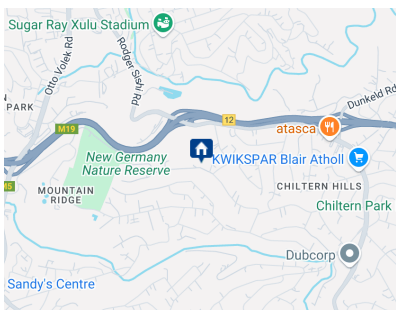 Sugar Ray Xulu Stadium
Otto Volek Rd
Rodger Sishi Rd
Dunkeld Rd
N
PARK
12
M19
atasca
New Germany
Nature Reserve
KWIKSPAR Blair Atholl
M5
MOUNTAIN
RIDGE
CHILTERN HILLS
Chiltern Park
Dubcorp
Sandy's Centre